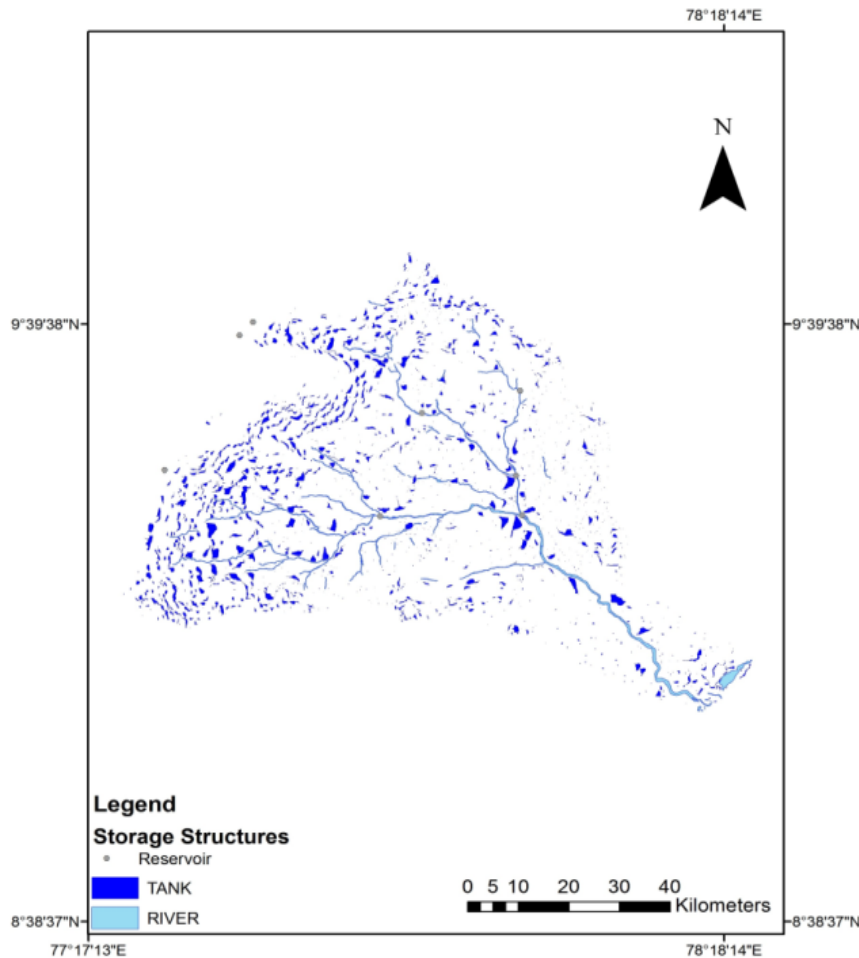 78°18'14"E
N
9°39'38"N
9°39'38"N
Legend
Storage Structures
Reservoir
TANK
RIVER
0 5 10 20 30 40
Kilometers
8°38'37"N
8°38'37"N
77°17'13"E
78°18'14"E